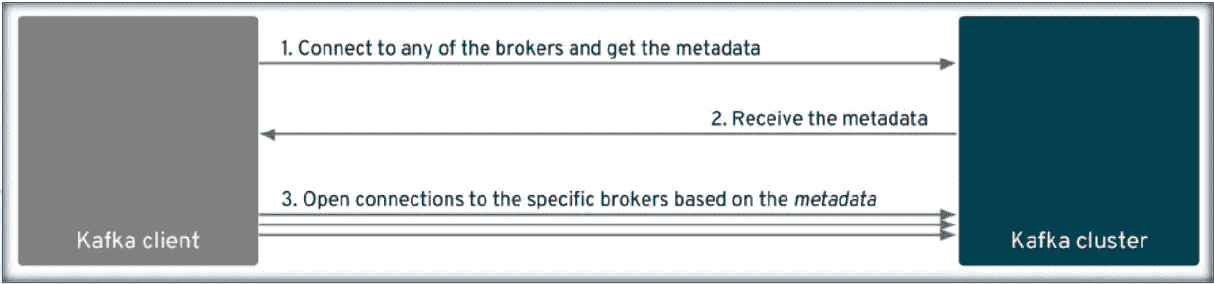 1. Connect to any of the brokers and get the metadata
2. Receive the metadata
3. Open connections to the specific brokers based on the metadata
Kafka client
Kafka cluster